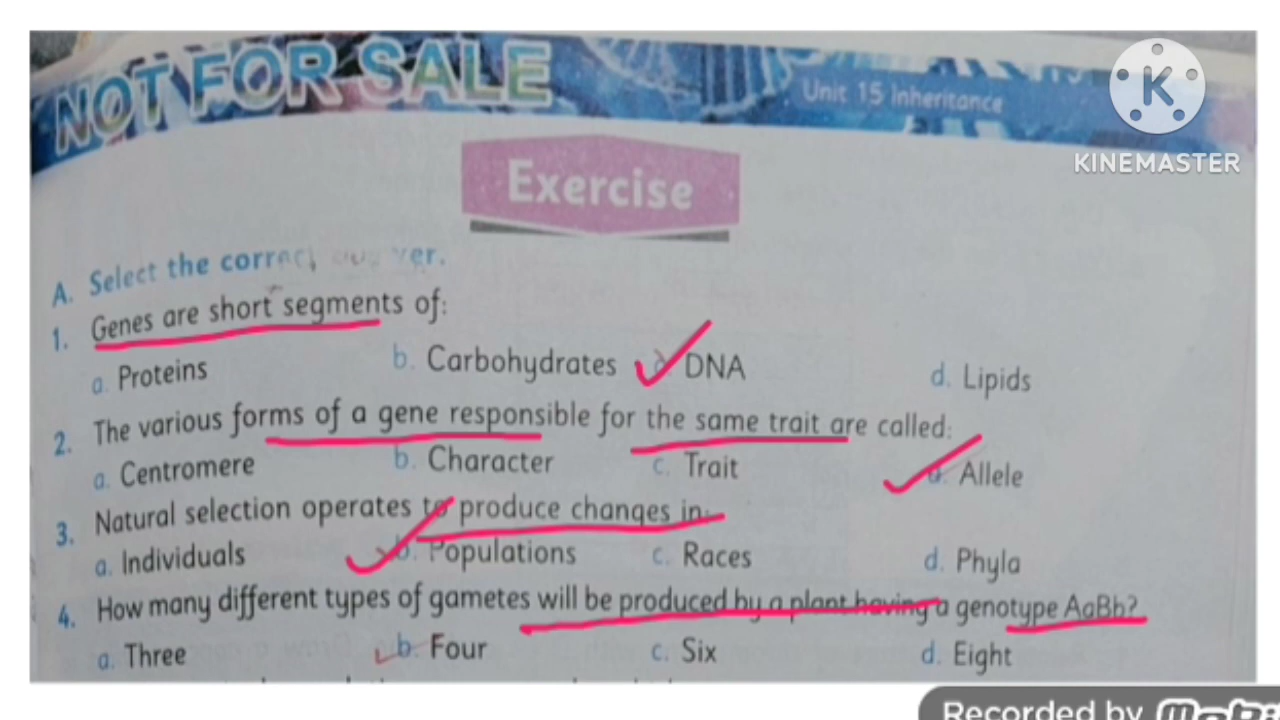 NOT FOR SALE
Unit 15 Inheritance
KINEMASTER
Exercise
A. Select the correct
1. Genes are short segments of:
a. Proteins b. Carbohydrates DNA d. Lipids
2. The various forms of a gene responsible for the same trait are called:
a. Centromere b. Character c. Trait d. Allele
3. Natural selection operates to produce changes in:
a. Individuals b. Populations c. Races d. Phyla
4. How many different types of gametes will be produced by a plant having a genotype AaBb?
a. Three b. Four c. Six d. Eight
Recorded by